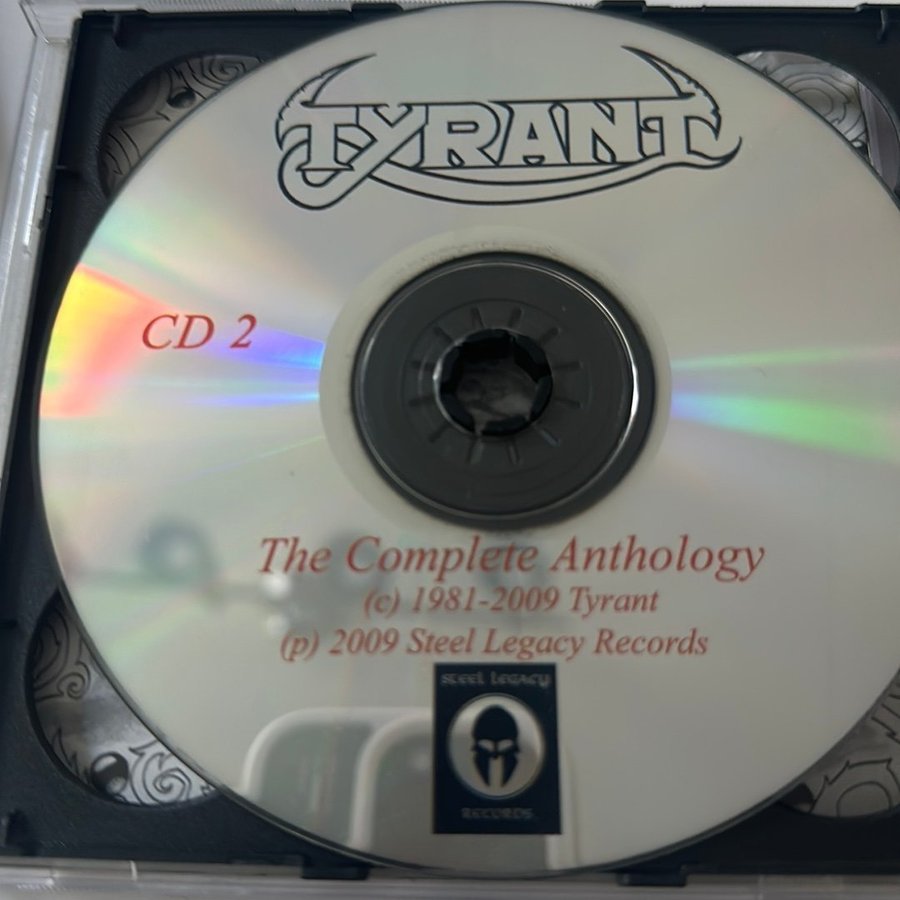 TYRANT
CD 2
The Complete Anthology
(c) 1981-2009 Tyrant
(p) 2009 Steel Legacy Records
STEEL LEGACY
RECORDS